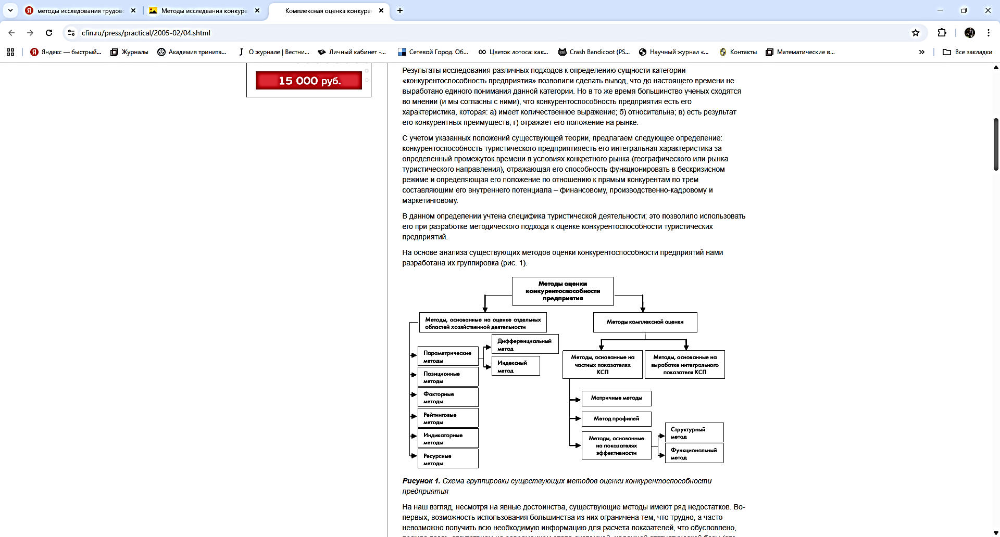 методы исследования трудово
Методы исследвания конкуре
Комплексная оценка конкуре
cfin.ru/press/practical/2005-02/04.shtml
Яндекс — быстрый...
Журналы
Академия тринита...
О журнале | Вестни...
Личный кабинет -...
Сетевой Город. Об...
Цветок лотоса: как...
Crash Bandicoot (PS...
Научный журнал «...
Контакты
Математические в...
Все закладки
15 000 руб.
Результаты исследования различных подходов к определению сущности категории
«конкурентоспособность предприятия» позволили сделать вывод, что до настоящего времени не
выработано единого понимания данной категории. Но в то же время большинство ученых сходятся
во мнении (и мы согласны с ними), что конкурентоспособность предприятия есть его
характеристика, которая: а) имеет количественное выражение; б) относительна; в) есть результат
его конкурентных преимуществ; г) отражает его положение на рынке.
С учетом указанных положений существующей теории, предлагаем следующее определение:
конкурентоспособность туристического предприятияесть его интегральная характеристика за
определенный промежуток времени в условиях конкретного рынка (географического или рынка
туристического направления), отражающая его способность функционировать в бескризисном
режиме и определяющая его положение по отношению к прямым конкурентам по трем
составляющим его внутреннего потенциала – финансовому, производственно-кадровому и
маркетинговому.
В данном определении учтена специфика туристической деятельности; это позволило использовать
его при разработке методического подхода к оценке конкурентоспособности туристических
предприятий.
На основе анализа существующих методов оценки конкурентоспособности предприятий нами
разработана их группировка (рис. 1).
Методы оценки
конкурентоспособности
предприятия
Методы, основанные на оценке отдельных
областей хозяйственной деятельности
Методы комплексной оценки
Параметрические
методы
Дифференциальный
метод
Индексный
метод
Позиционные
методы
Факторные
методы
Рейтинговые
методы
Индикаторные
методы
Ресурсные
методы
Методы, основанные на
частных показателях
КСП
Методы, основанные на
выработке интегрального
показателя КСП
Матричные методы
Метод профилей
Методы, основанные
на показателях
эффективности
Структурный
метод
Функциональный
метод
Рисунок 1. Схема группировки существующих методов оценки конкурентоспособности
предприятия
На наш взгляд, несмотря на явные достоинства, существующие методы имеют ряд недостатков. Во-
первых, возможность использования большинства из них ограничена тем, что трудно, а часто
невозможно получить всю необходимую информацию для расчета показателей, что обусловлено,